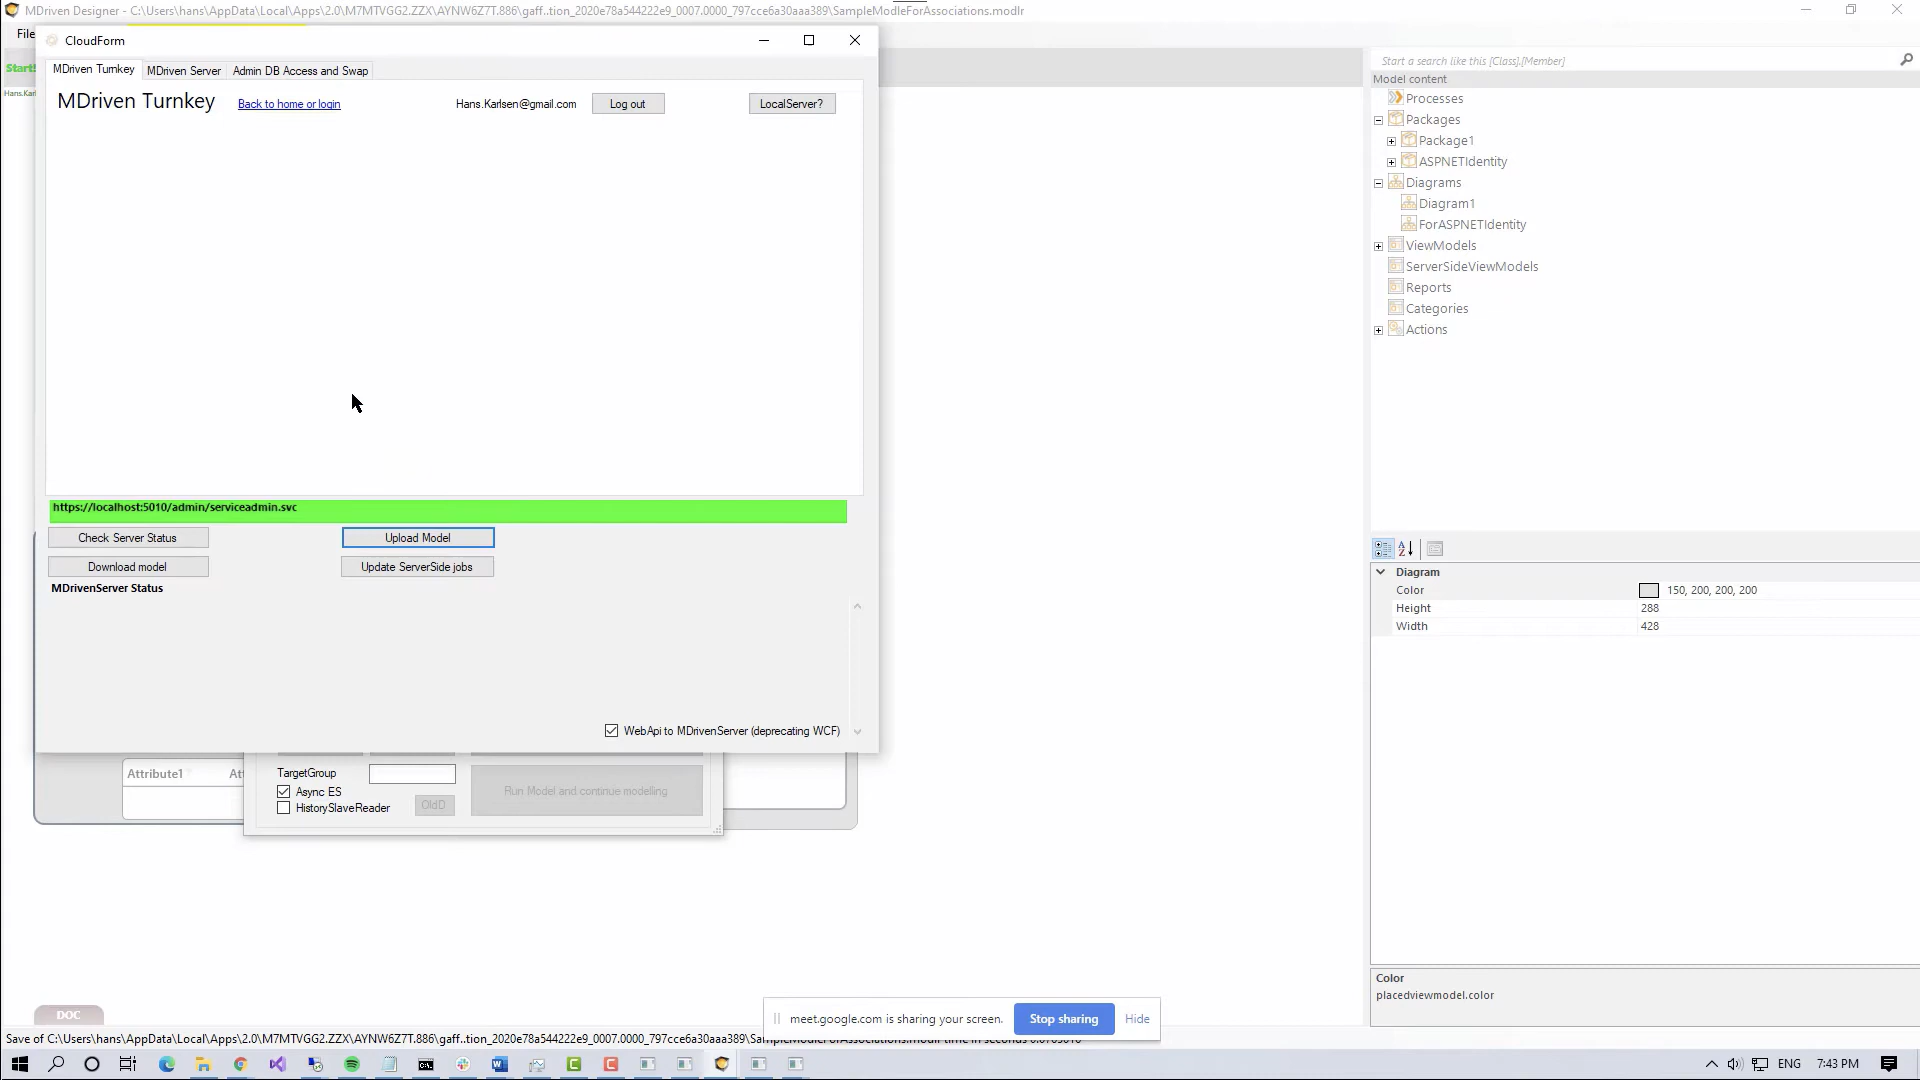 MDriven Designer - C:\Users\hans\AppData\Local\Apps\2.0\M7MTVGG2.ZZX\AYNW6Z7T.886\gaff..tion_2020e78a544222e9_0007.0000_797cce6a30aaa389\SampleModleForAssociations.modlr
File
CloudForm
Start
Hans.Kar
MDriven Turnkey
MDriven Server
Admin DB Access and Swap
MDriven Turnkey
Back to home or login
Hans.Karlsen@gmail.com
Log out
LocalServer?
https://localhost:5010/admin/serviceadmin.svc
Check Server Status
Upload Model
Download model
Update ServerSide jobs
MDrivenServer Status
WebApi to MDrivenServer (deprecating WCF)
Attribute1
At
TargetGroup
Async ES
HistorySlaveReader
OldD
Run Model and continue modelling
Start a search like this [Class].[Member]
Model content
Processes
Packages
Package1
ASPNETIdentity
Diagrams
Diagram1
ForASPNETIdentity
ViewModels
ServerSideViewModels
Reports
Categories
Actions
Diagram
Color 150, 200, 200, 200
Height 288
Width 428
Color
placedviewmodel.color
DOC
meet.google.com is sharing your screen.
Stop sharing
Hide
Save of C:\Users\hans\AppData\Local\Apps\2.0\M7MTVGG2.ZZX\AYNW6Z7T.886\gaff..tion_2020e78a544222e9_0007.0000_797cce6a30aaa389\
ENG
7:43 PM